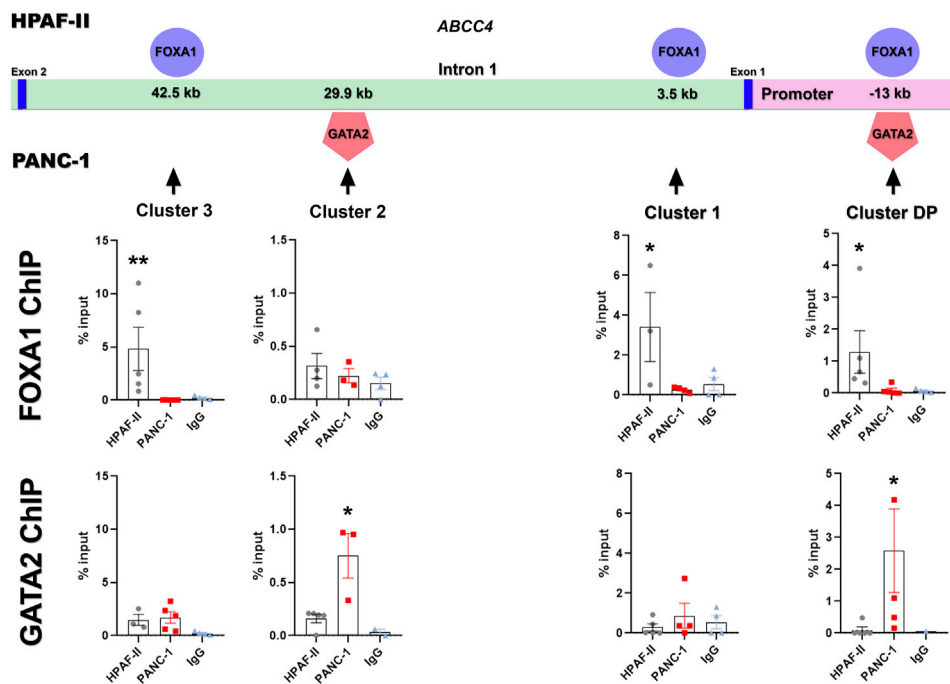 HPAF-II
ABCC4
FOXA1 FOXA1 FOXA1
Exon 2 Intron 1 Exon 1
42.5 kb 29.9 kb 3.5 kb Promoter -13 kb
GATA2 GATA2
PANC-1
Cluster 3 Cluster 2 Cluster 1 Cluster DP
FOXA1 ChIP
% input
15
10
5
0
**
HPAF-II PANC-1 IgG
% input
1.5
1.0
0.5
0.0
HPAF-II PANC-1 IgG
% input
8
6
4
2
0
*
HPAF-II PANC-1 IgG
% input
5
4
3
2
1
0
*
HPAF-II PANC-1 IgG
GATA2 ChIP
% input
15
10
5
0
HPAF-II PANC-1 IgG
% input
1.5
1.0
0.5
0.0
*
HPAF-II PANC-1 IgG
% input
8
6
4
2
0
HPAF-II PANC-1 IgG
% input
5
4
3
2
1
0
*
HPAF-II PANC-1 IgG